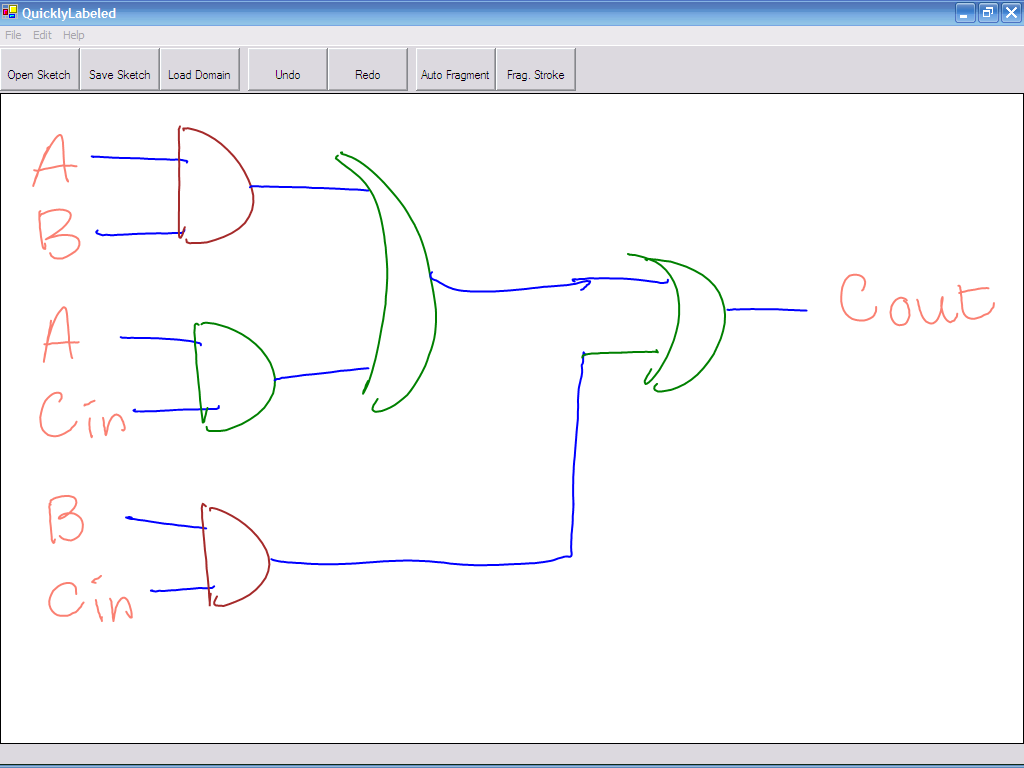 QuicklyLabeled
File Edit Help
Open Sketch Save Sketch Load Domain Undo Redo Auto Fragment Frag. Stroke
A
B
A
Cin
B
Cin
Cout